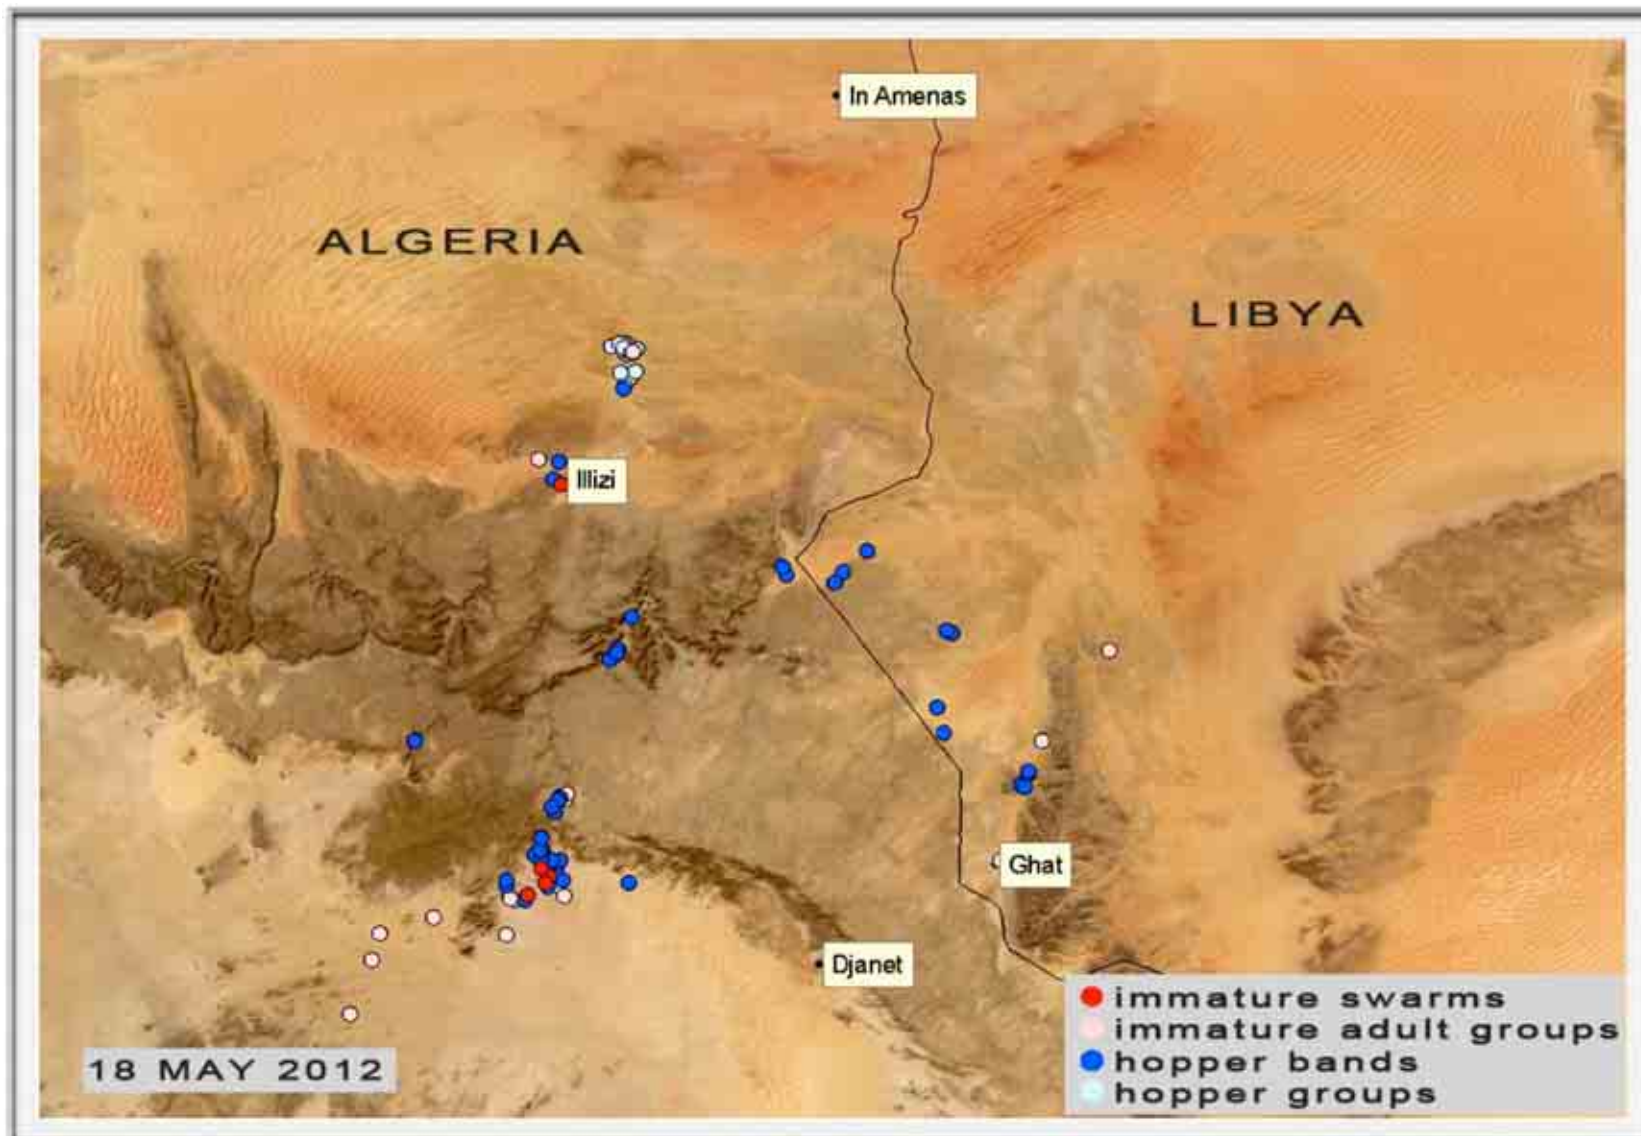 In Amenas
ALGERIA
LIBYA
Illizi
Ghat
Djanet
immature swarms
immature adult groups
hopper bands
hopper groups
18 MAY 2012